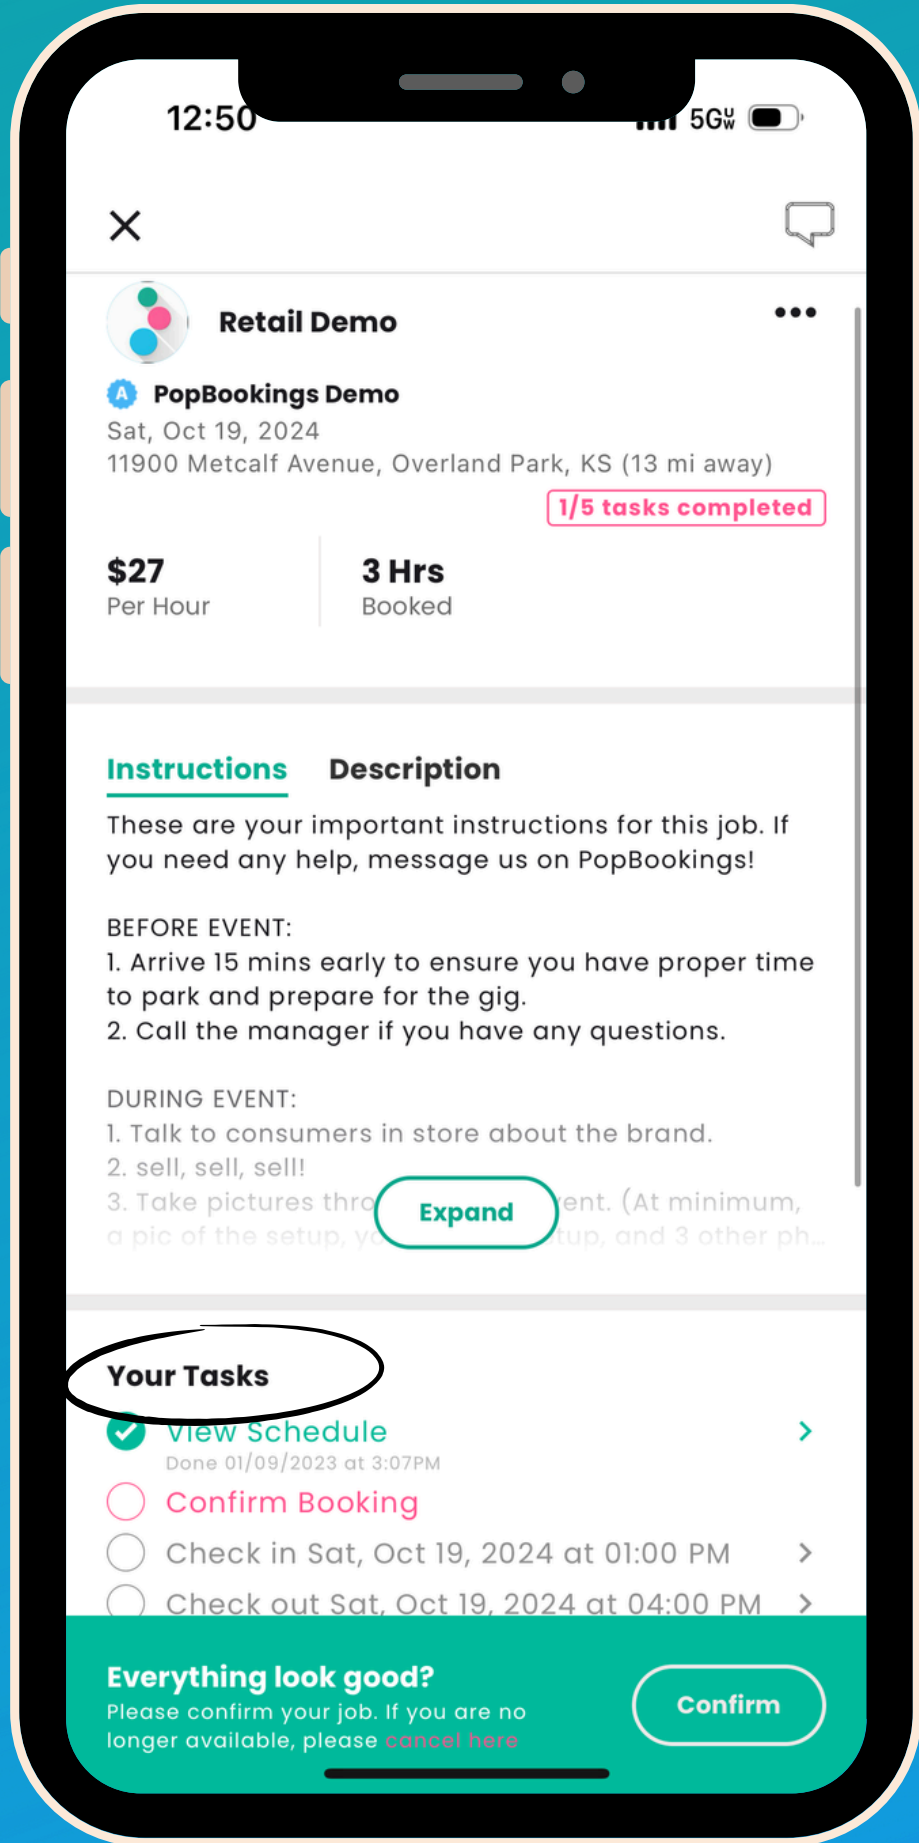 12:50
5GUW
Retail Demo
A PopBookings Demo
Sat, Oct 19, 2024
11900 Metcalf Avenue, Overland Park, KS (13 mi away)
1/5 tasks completed
$27
Per Hour
3 Hrs
Booked
Instructions
Description
These are your important instructions for this job. If
you need any help, message us on PopBookings!
BEFORE EVENT:
1. Arrive 15 mins early to ensure you have proper time
to park and prepare for the gig.
2. Call the manager if you have any questions.
DURING EVENT:
1. Talk to consumers in store about the brand.
2. sell, sell, sell!
3. Take pictures (At minimum,
Expand
a pic of the setup, and 3 other ph...
Your Tasks
View Schedule
Done 01/09/2023 at 3:07PM
Confirm Booking
Check in Sat, Oct 19, 2024 at 01:00 PM
Check out Sat, Oct 19, 2024 at 04:00 PM
Everything look good?
Please confirm your job. If you are no
longer available, please cancel here
Confirm